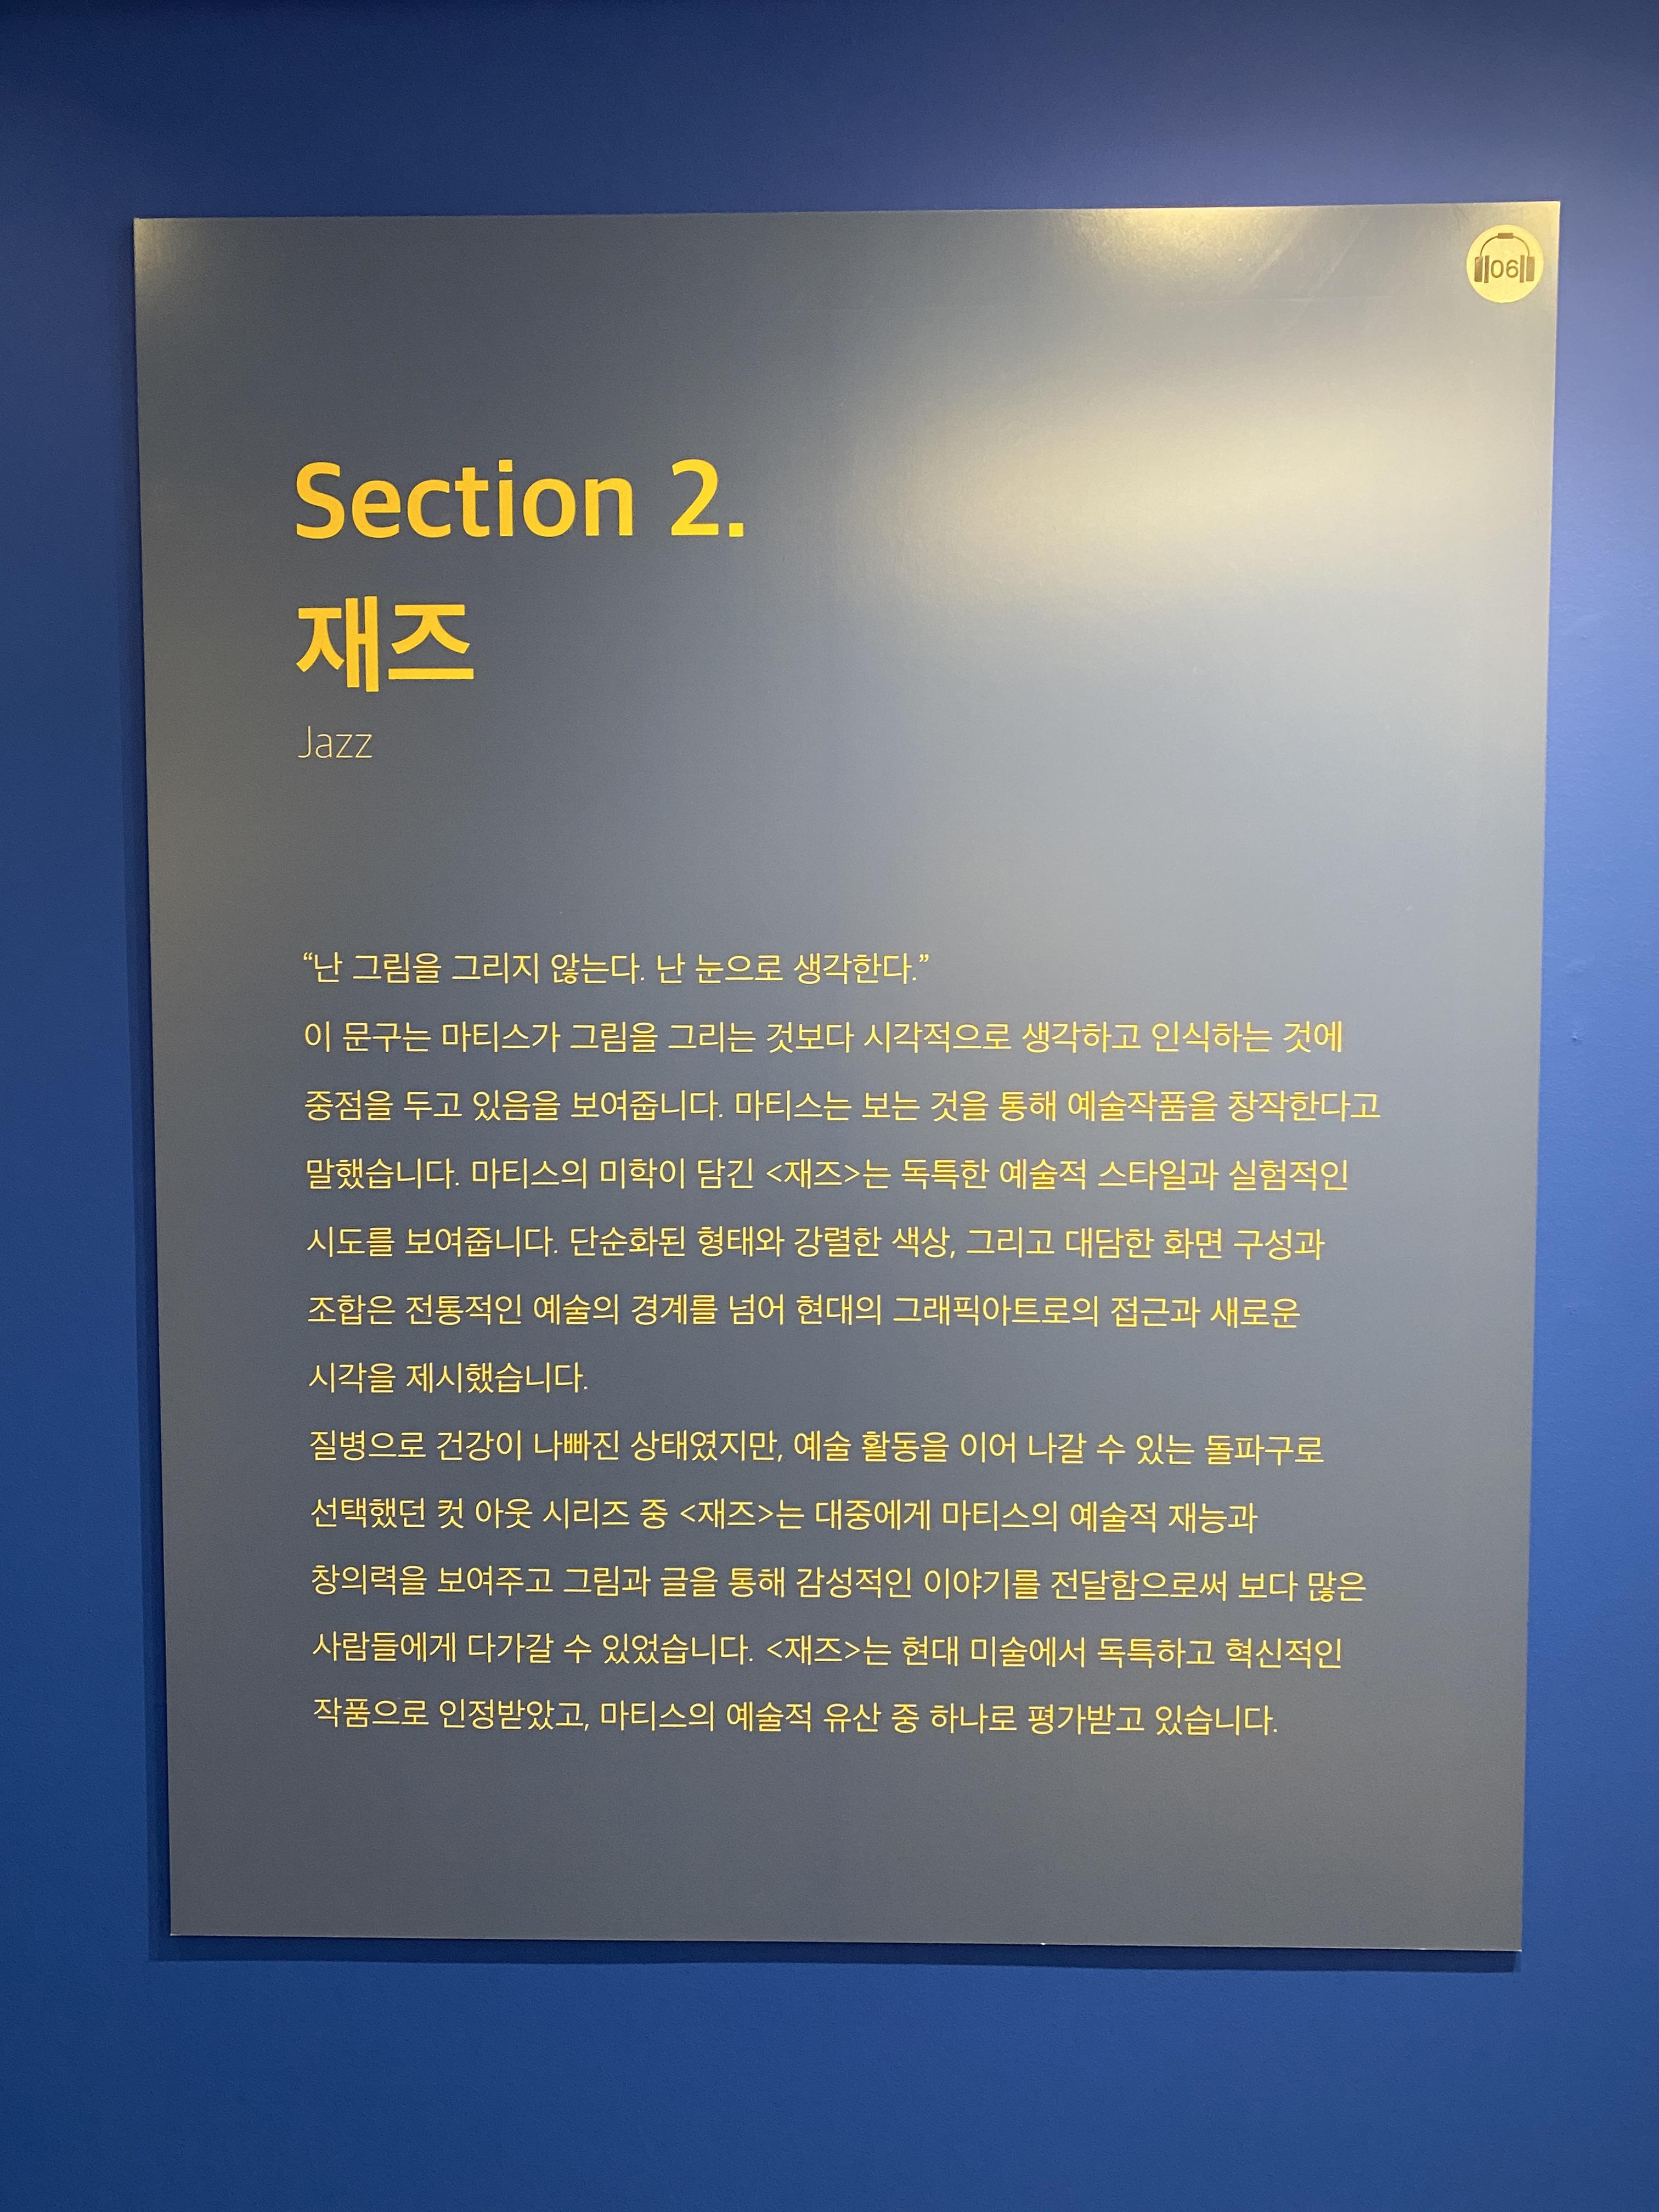 06
Section 2.
재즈
Jazz
“난 그림을 그리지 않는다. 난 눈으로 생각한다.”
이 문구는 마티스가 그림을 그리는 것보다 시각적으로 생각하고 인식하는 것에
중점을 두고 있음을 보여줍니다. 마티스는 보는 것을 통해 예술작품을 창작한다고
말했습니다. 마티스의 미학이 담긴 <재즈>는 독특한 예술적 스타일과 실험적인
시도를 보여줍니다. 단순화된 형태와 강렬한 색상, 그리고 대담한 화면 구성과
조합은 전통적인 예술의 경계를 넘어 현대의 그래픽아트로의 접근과 새로운
시각을 제시했습니다.
질병으로 건강이 나빠진 상태였지만, 예술 활동을 이어 나갈 수 있는 돌파구로
선택했던 컷 아웃 시리즈 중 <재즈>는 대중에게 마티스의 예술적 재능과
창의력을 보여주고 그림과 글을 통해 감성적인 이야기를 전달함으로써 보다 많은
사람들에게 다가갈 수 있었습니다. <재즈>는 현대 미술에서 독특하고 혁신적인
작품으로 인정받았고, 마티스의 예술적 유산 중 하나로 평가받고 있습니다.